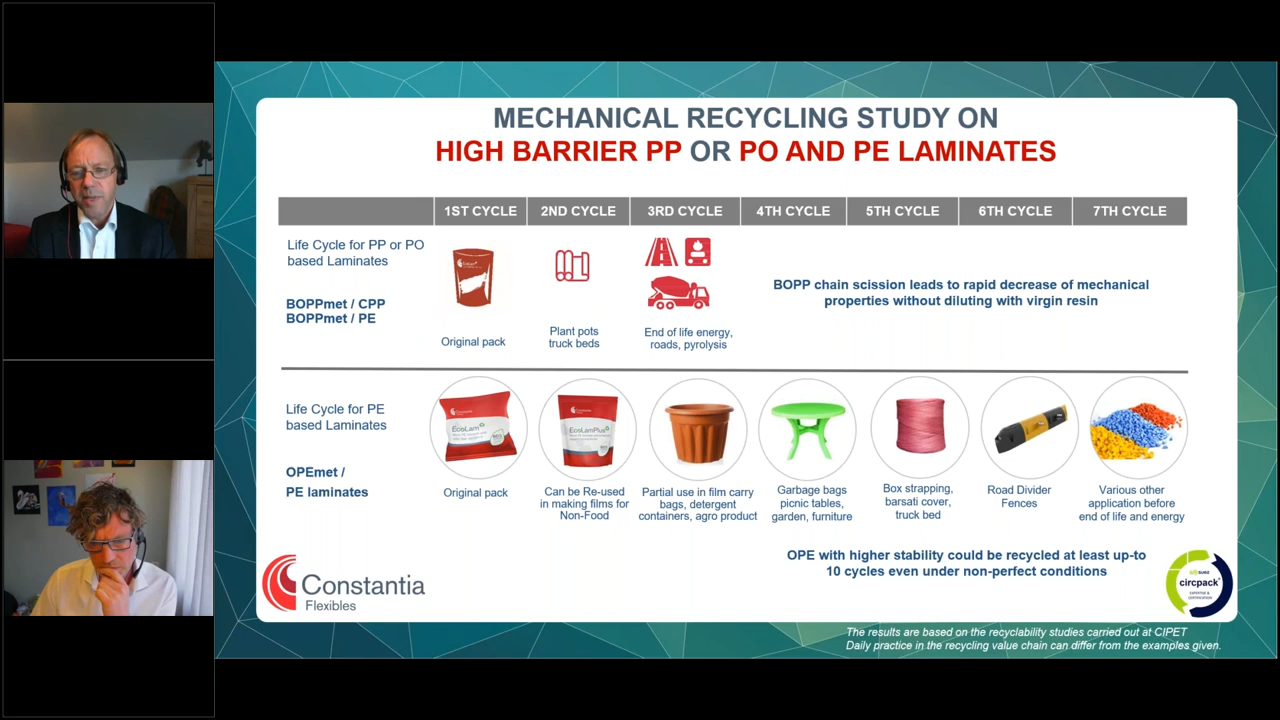 MECHANICAL RECYCLING STUDY ON
HIGH BARRIER PP OR PO AND PE LAMINATES
1ST CYCLE 2ND CYCLE 3RD CYCLE 4TH CYCLE 5TH CYCLE 6TH CYCLE 7TH CYCLE
Life Cycle for PP or PO
based Laminates
BOPPmet / CPP
BOPPmet / PE
Original pack
Plant pots
truck beds
End of life energy,
roads, pyrolysis
BOPP chain scission leads to rapid decrease of mechanical
properties without diluting with virgin resin
Life Cycle for PE
based Laminates
OPEmet /
PE laminates
Constantia
EcoLam
EcoLamPlus
Original pack
Can be Re-used
in making films for
Non-Food
Partial use in film carry
bags, detergent
containers, agro product
Garbage bags
picnic tables,
garden, furniture
Box strapping,
barsati cover,
truck bed
Road Divider
Fences
Various other
application before
end of life and energy
OPE with higher stability could be recycled at least up-to
10 cycles even under non-perfect conditions
Constantia
Flexibles
suez
circpack
EXPERTISE &
CERTIFICATION
The results are based on the recyclability studies carried out at CIPET
Daily practice in the recycling value chain can differ from the examples given.